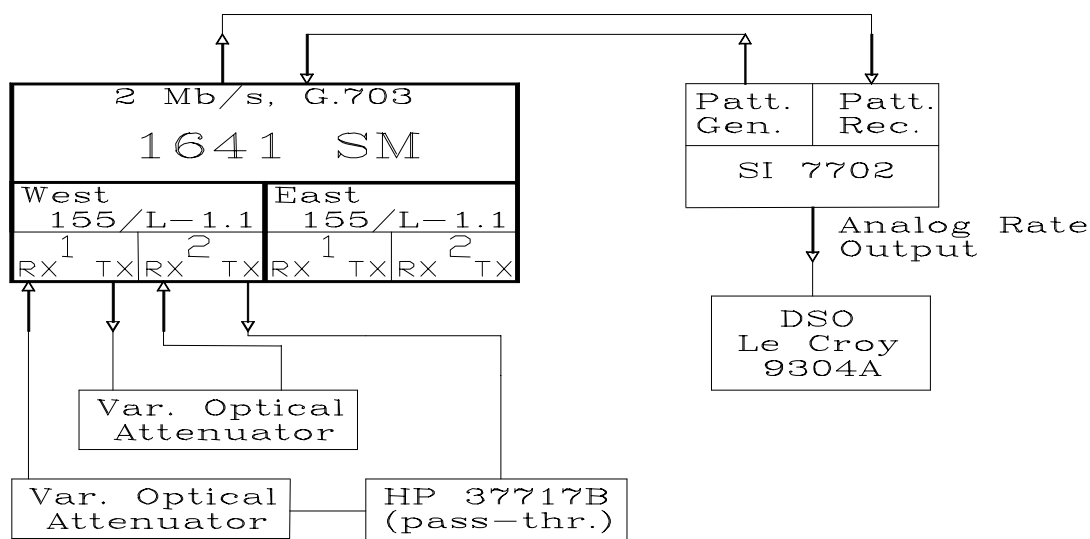 2 Mb/s, G.703
1641 SM
West
155/L-1.1
East
155/L-1.1
1
2
1
2
RX TX RX TX RX TX RX TX
Patt.
Gen.
Patt.
Rec.
SI 7702
Analog Rate
Output
DSO
Le Croy
9304A
Var. Optical
Attenuator
Var. Optical
Attenuator
HP 37717B
(pass-thr.)